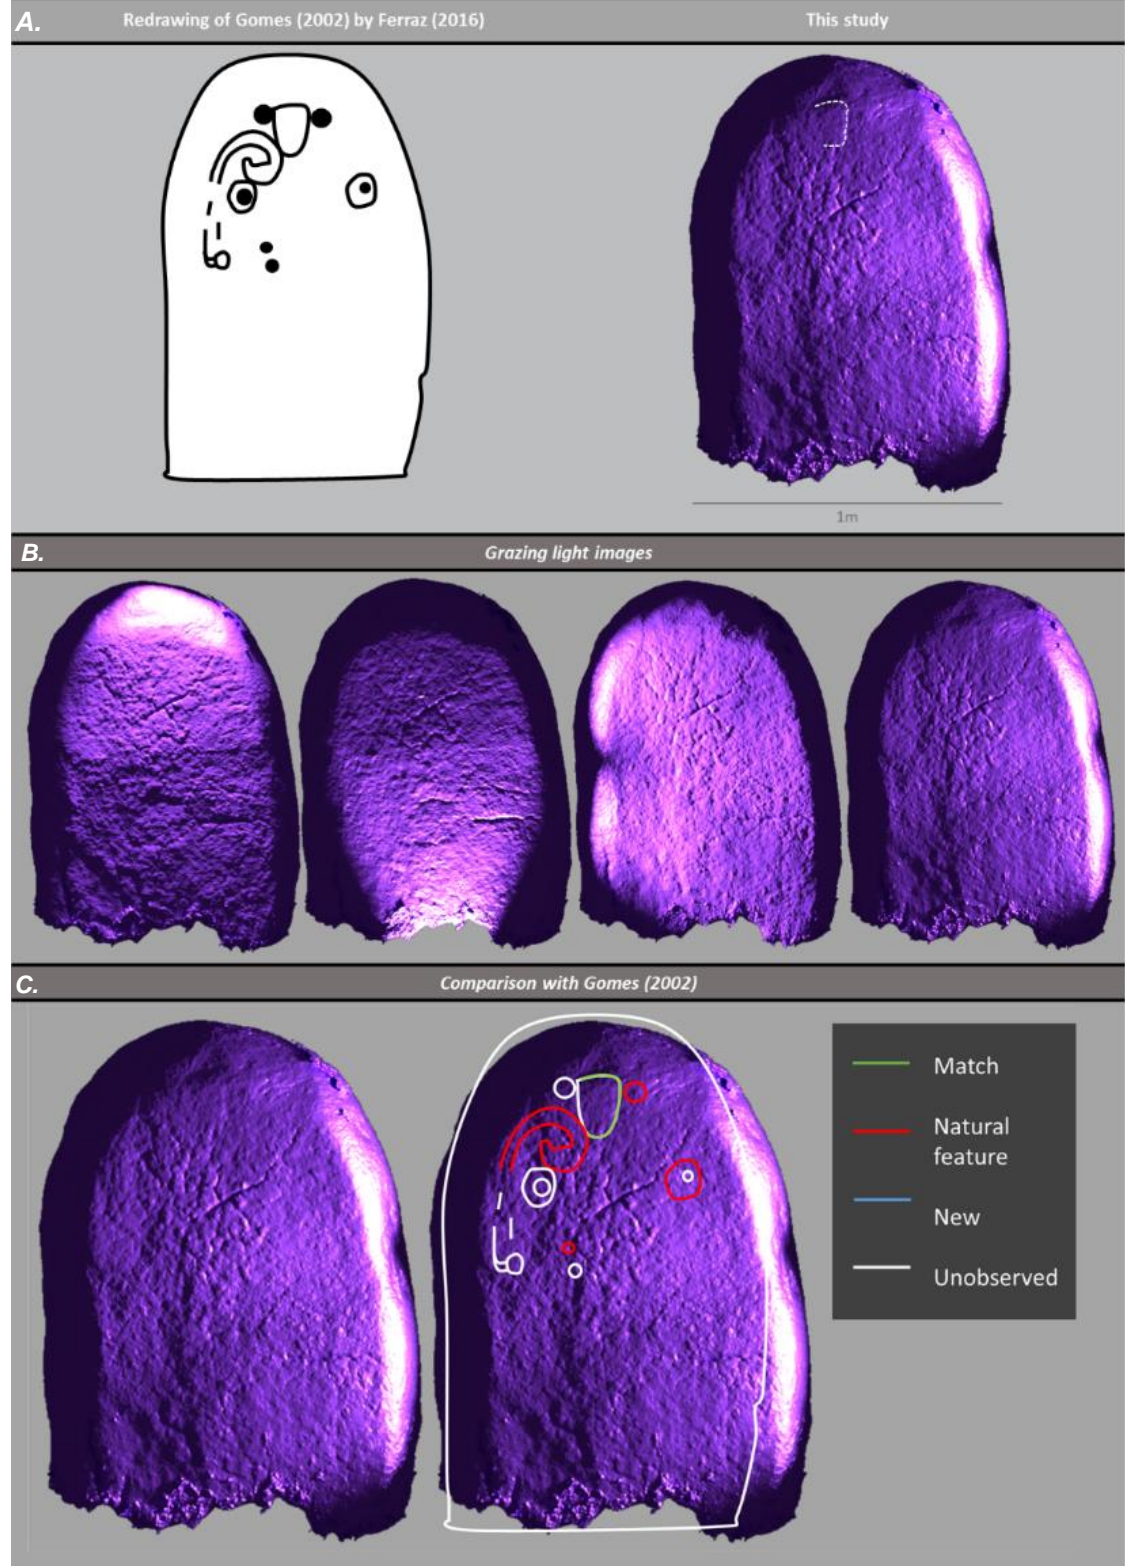 A.
Redrawing of Gomes (2002) by Ferraz (2016)
This study
1m
B.
Grazing light images
C.
Comparison with Gomes (2002)
Match
Natural
feature
New
Unobserved